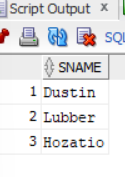 Script Output x
SQL
SNAME
1 Dustin
2 Lubber
3 Hozatio